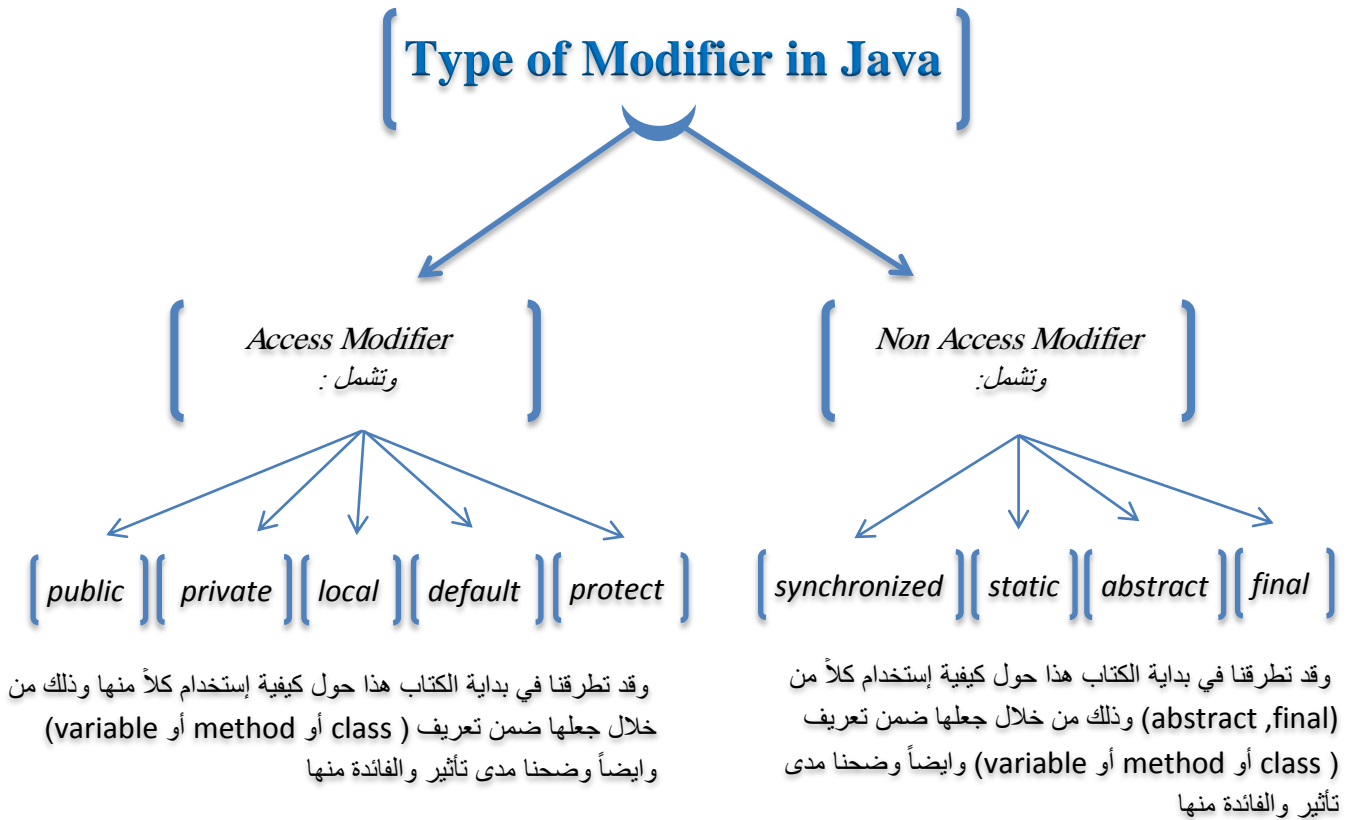 Type of Modifier in Java
Access Modifier
وتشمل :
Non Access Modifier
وتشمل:
public
private
local
default
protect
synchronized
static
abstract
final
وقد تطرقنا في بداية الكتاب هذا حول كيفية إستخدام كلاً منها وذلك من
خلال جعلها ضمن تعريف ( class أو method أو variable)
وايضاً وضحنا مدى تأثير والفائدة منها
وقد تطرقنا في بداية الكتاب هذا حول كيفية إستخدام كلاً من
(abstract ,final) وذلك من خلال جعلها ضمن تعريف
( class أو method أو variable) وايضاً وضحنا مدى
تأثير والفائدة منها